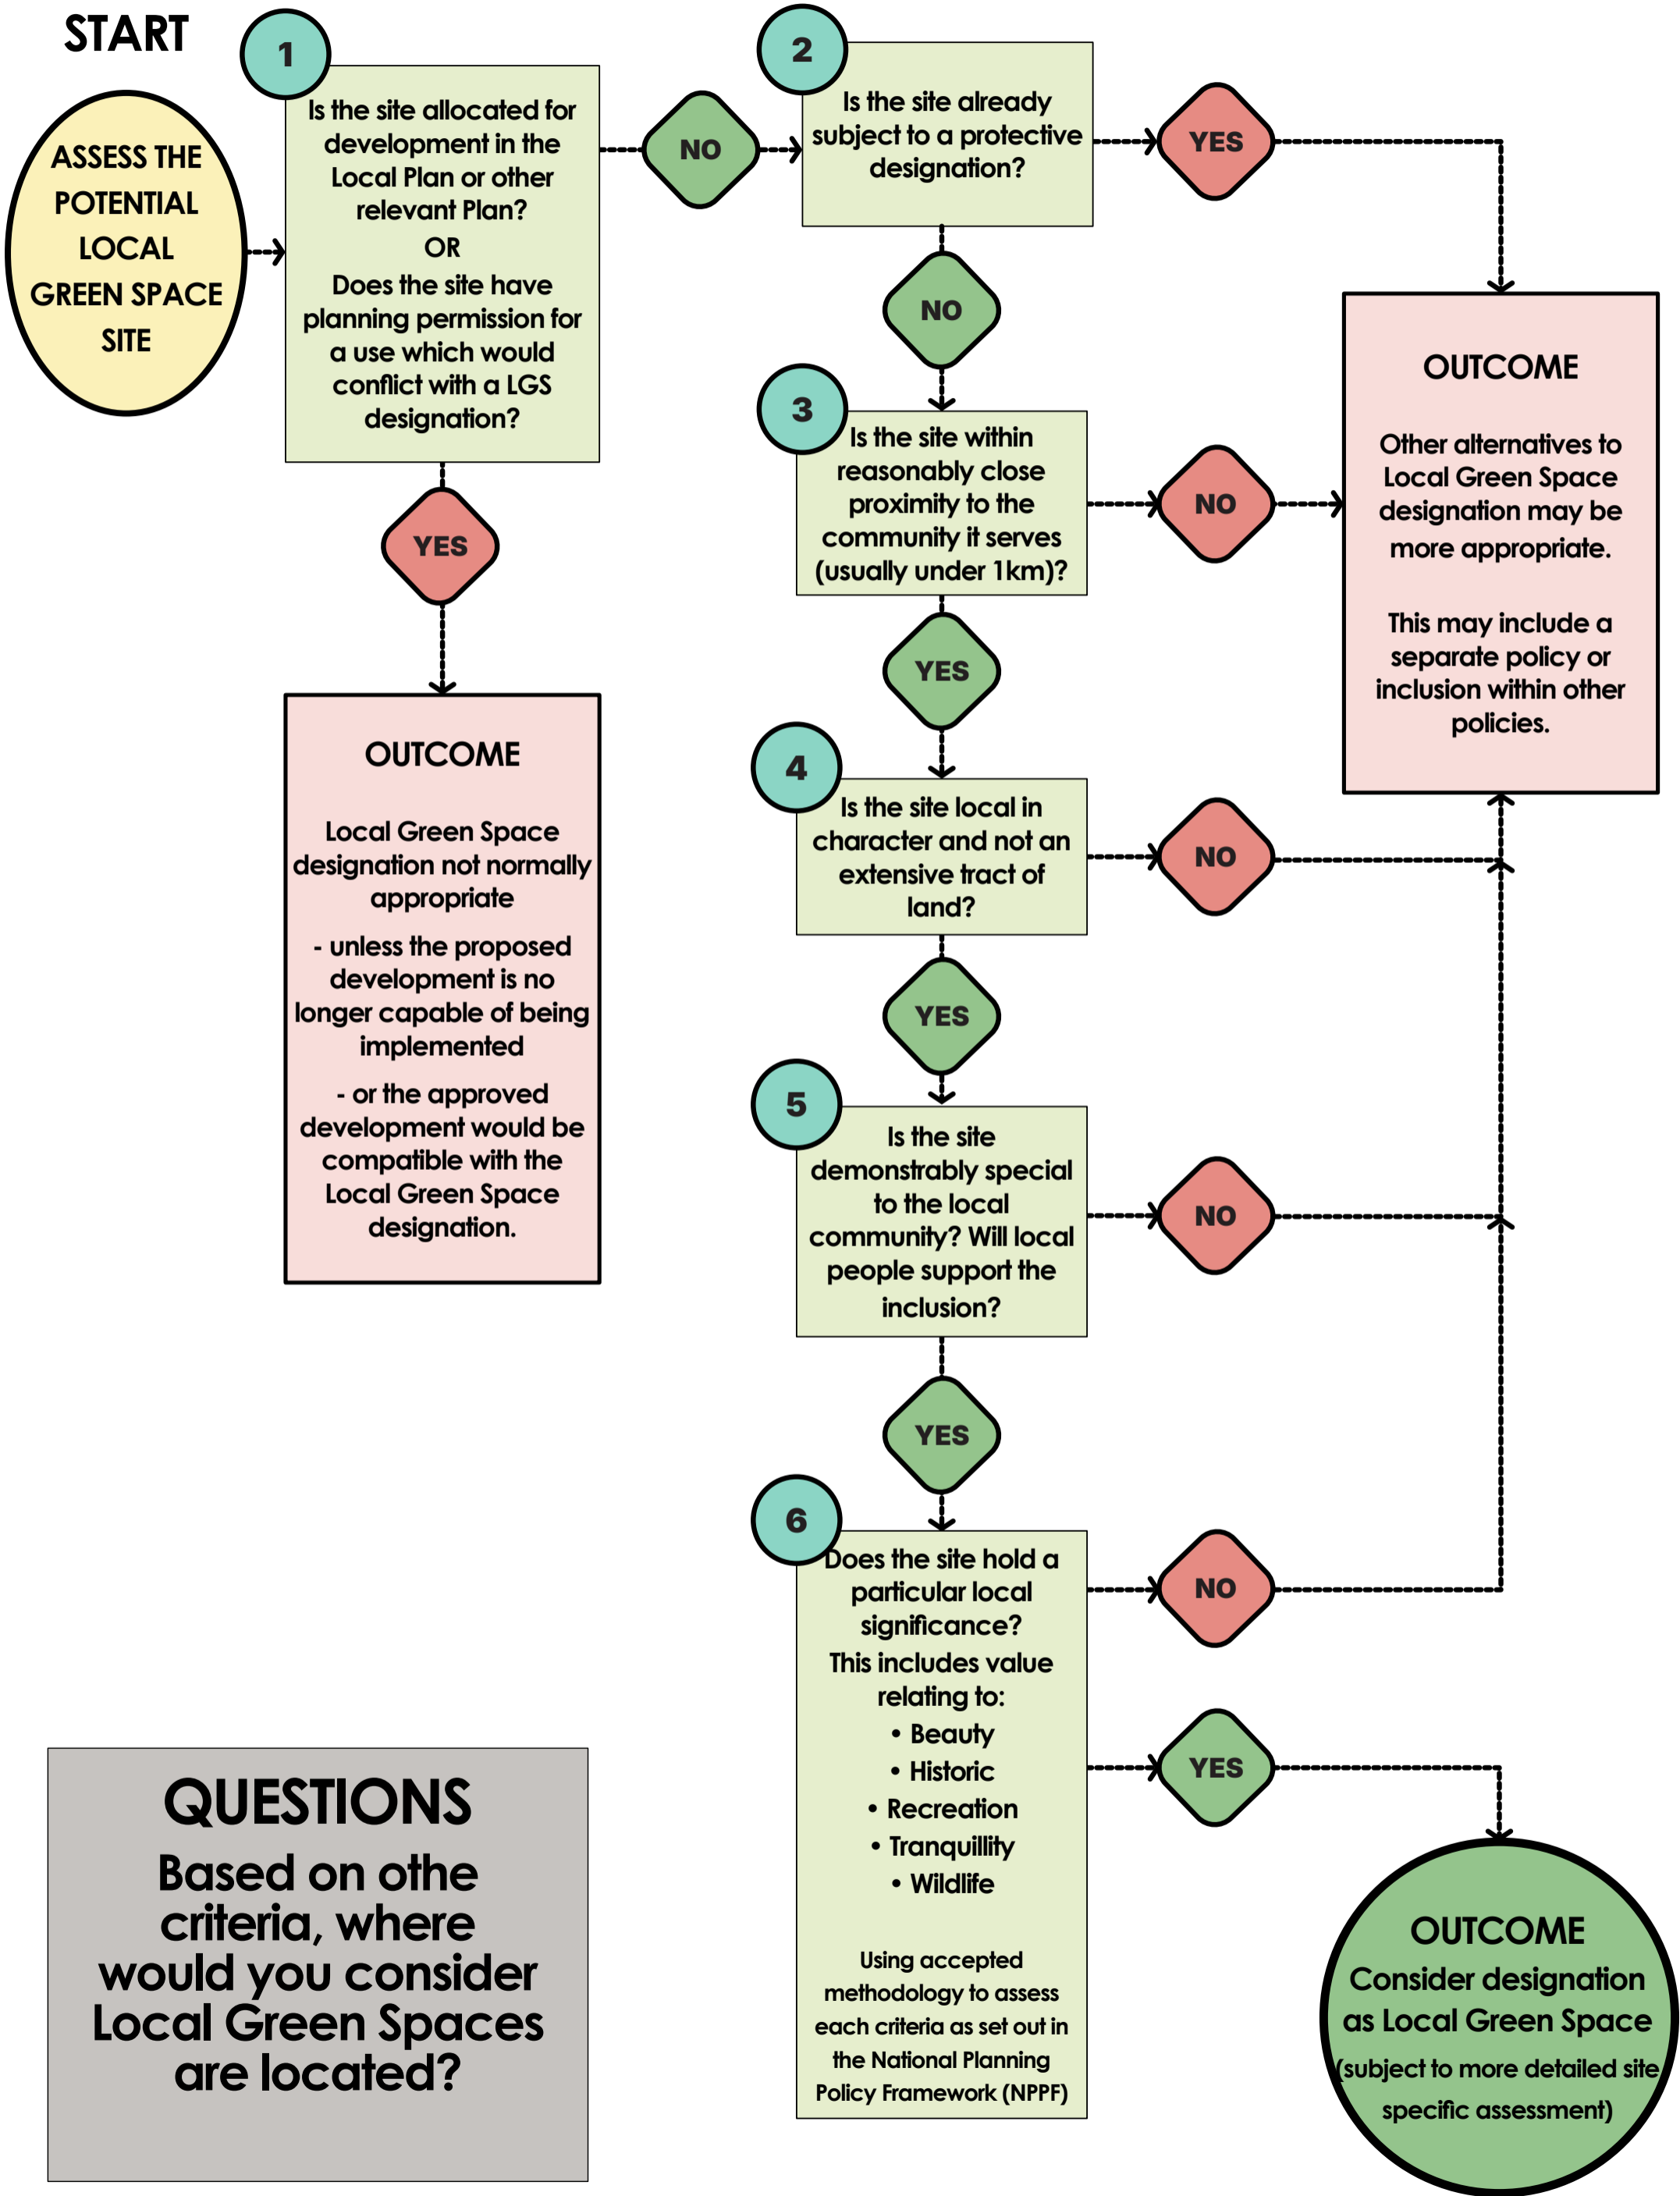 START
ASSESS THE
POTENTIAL
LOCAL
GREEN SPACE
SITE
1
Is the site allocated for
development in the
Local Plan or other
relevant Plan?
OR
Does the site have
planning permission for
a use which would
conflict with a LGS
designation?
NO
YES
OUTCOME
Local Green Space
designation not normally
appropriate
- unless the proposed
development is no
longer capable of being
implemented
- or the approved
development would be
compatible with the
Local Green Space
designation.
2
Is the site already
subject to a protective
designation?
YES
NO
3
Is the site within
reasonably close
proximity to the
community it serves
(usually under 1km)?
NO
YES
OUTCOME
Other alternatives to
Local Green Space
designation may be
more appropriate.
This may include a
separate policy or
inclusion within other
policies.
4
Is the site local in
character and not an
extensive tract of
land?
NO
YES
5
Is the site
demonstrably special
to the local
community? Will local
people support the
inclusion?
NO
YES
6
Does the site hold a
particular local
significance?
This includes value
relating to:
• Beauty
• Historic
• Recreation
• Tranquillity
• Wildlife
Using accepted
methodology to assess
each criteria as set out in
the National Planning
Policy Framework (NPPF)
NO
YES
OUTCOME
Consider designation
as Local Green Space
(subject to more detailed site
specific assessment)
QUESTIONS
Based on othe
criteria, where
would you consider
Local Green Spaces
are located?